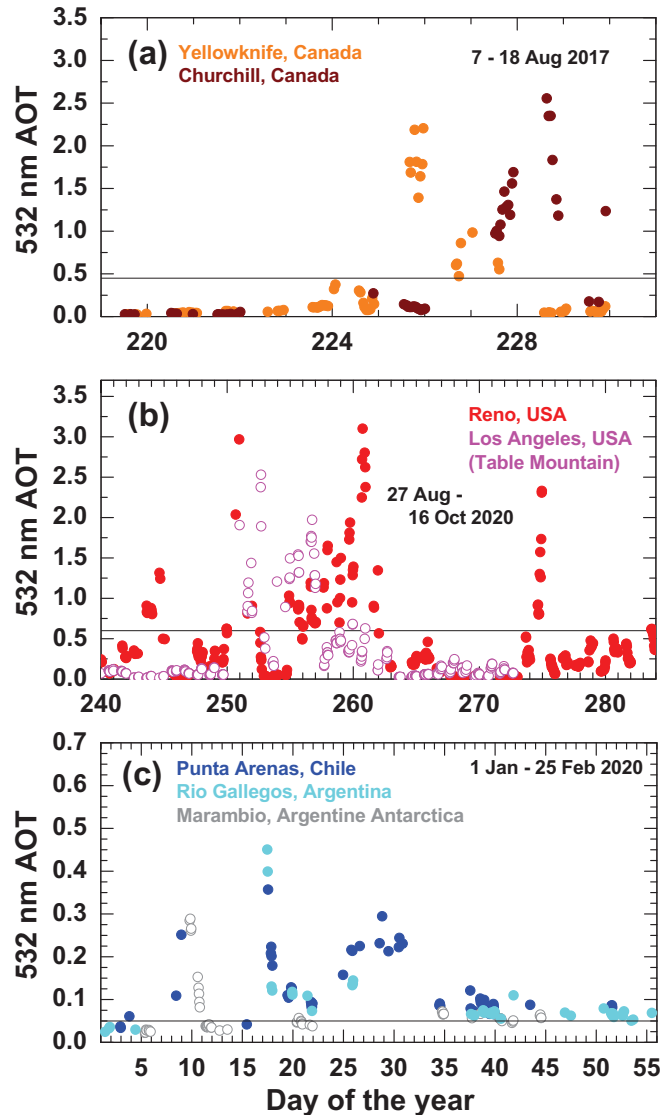 3.5
(a)
Yellowknife, Canada
Churchill, Canada
7 - 18 Aug 2017
3.0
2.5
2.0
1.5
1.0
0.5
0.0
532 nm AOT
220
224
228
3.5
(b)
Reno, USA
Los Angeles, USA
(Table Mountain)
27 Aug -
16 Oct 2020
3.0
2.5
2.0
1.5
1.0
0.5
0.0
532 nm AOT
240
250
260
270
280
0.7
(c)
Punta Arenas, Chile
Rio Gallegos, Argentina
Marambio, Argentine Antarctica
1 Jan - 25 Feb 2020
0.6
0.5
0.4
0.3
0.2
0.1
0.0
532 nm AOT
5
10
15
20
25
30
35
40
45
50
55
Day of the year